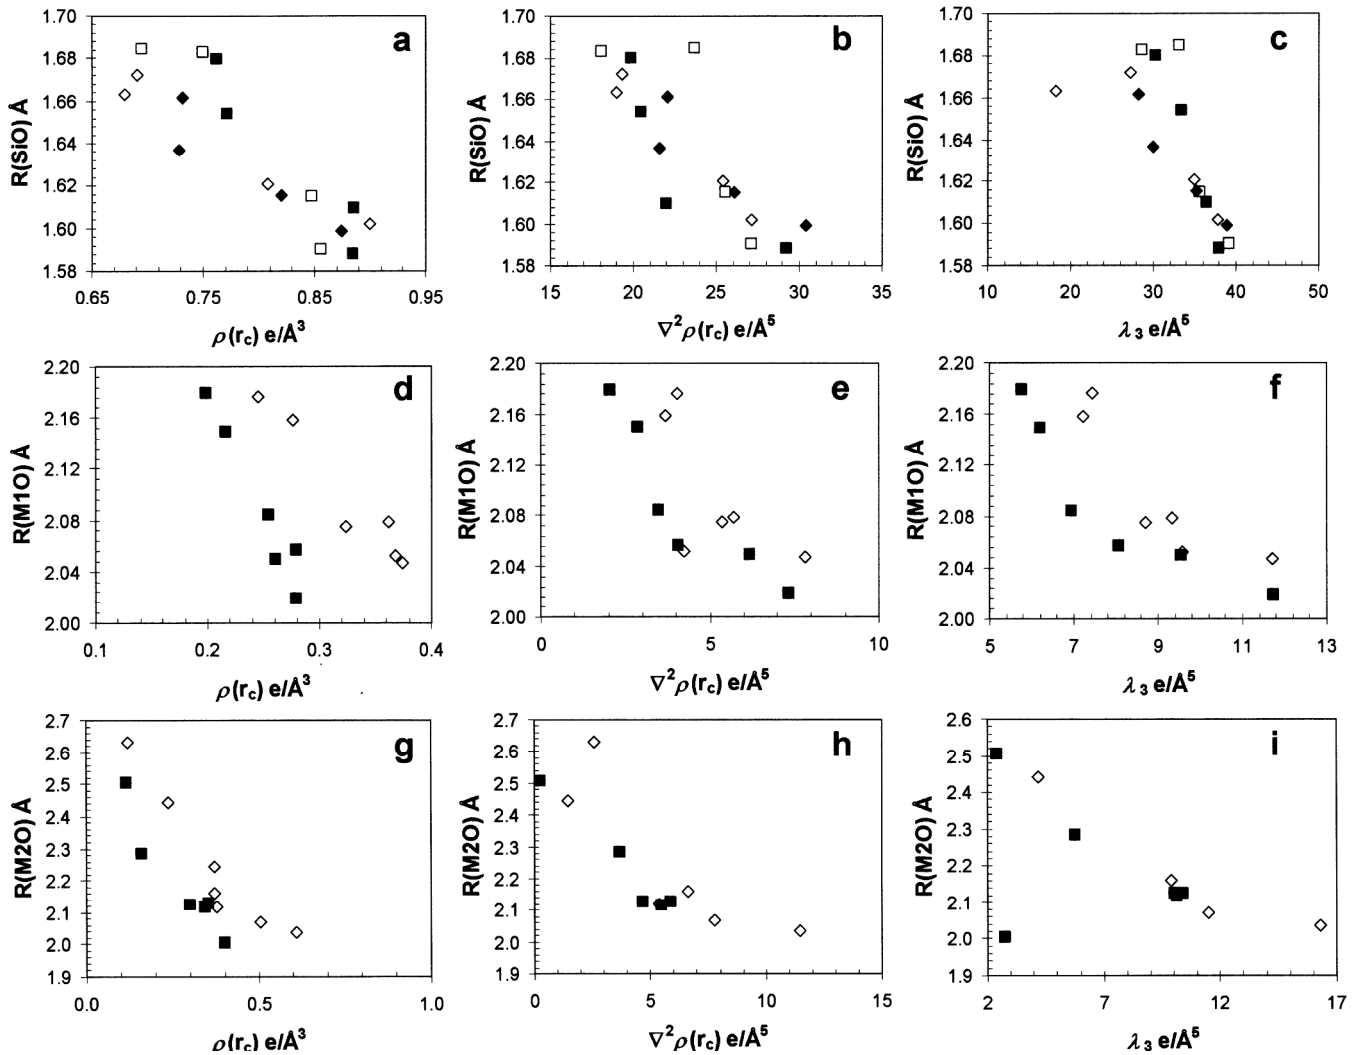 a
1.70
1.68
1.66
1.64
1.62
1.60
1.58
R(SiO) Å
0.65 0.75 0.85 0.95
ρ(r_c) e/Å³
b
1.70
1.68
1.66
1.64
1.62
1.60
1.58
R(SiO) Å
15 20 25 30 35
∇²ρ(r_c) e/Å⁵
c
1.70
1.68
1.66
1.64
1.62
1.60
1.58
R(SiO) Å
10 20 30 40 50
λ₃ e/Å⁵
d
2.20
2.16
2.12
2.08
2.04
2.00
R(M1O) Å
0.1 0.2 0.3 0.4
ρ(r_c) e/Å³
e
2.20
2.16
2.12
2.08
2.04
2.00
R(M1O) Å
0 5 10
∇²ρ(r_c) e/Å⁵
f
2.20
2.16
2.12
2.08
2.04
2.00
R(M1O) Å
5 7 9 11 13
λ₃ e/Å⁵
g
2.7
2.6
2.5
2.4
2.3
2.2
2.1
2.0
1.9
R(M2O) Å
0.0 0.5 1.0
ρ(r_c) e/Å³
h
2.7
2.6
2.5
2.4
2.3
2.2
2.1
2.0
1.9
R(M2O) Å
0 5 10 15
∇²ρ(r_c) e/Å⁵
i
2.6
2.5
2.4
2.3
2.2
2.1
2.0
1.9
R(M2O) Å
2 7 12 17
λ₃ e/Å⁵